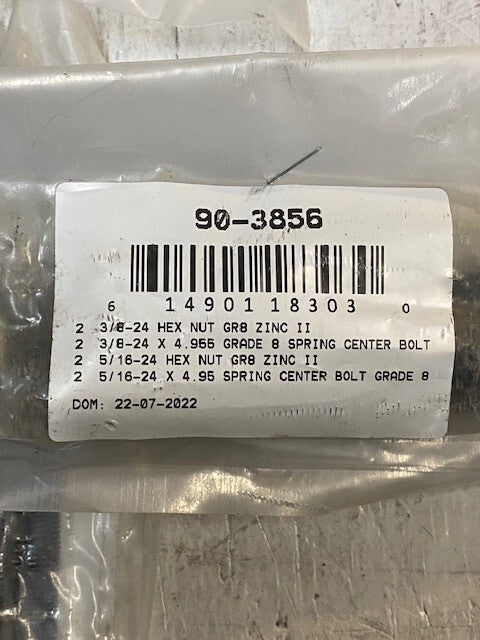 90-3856
6 14901 18303 0
2 3/8-24 HEX NUT GR8 ZINC II
2 3/8-24 X 4.955 GRADE 8 SPRING CENTER BOLT
2 5/16-24 HEX NUT GR8 ZINC II
2 5/16-24 X 4.95 SPRING CENTER BOLT GRADE 8
DOM: 22-07-2022